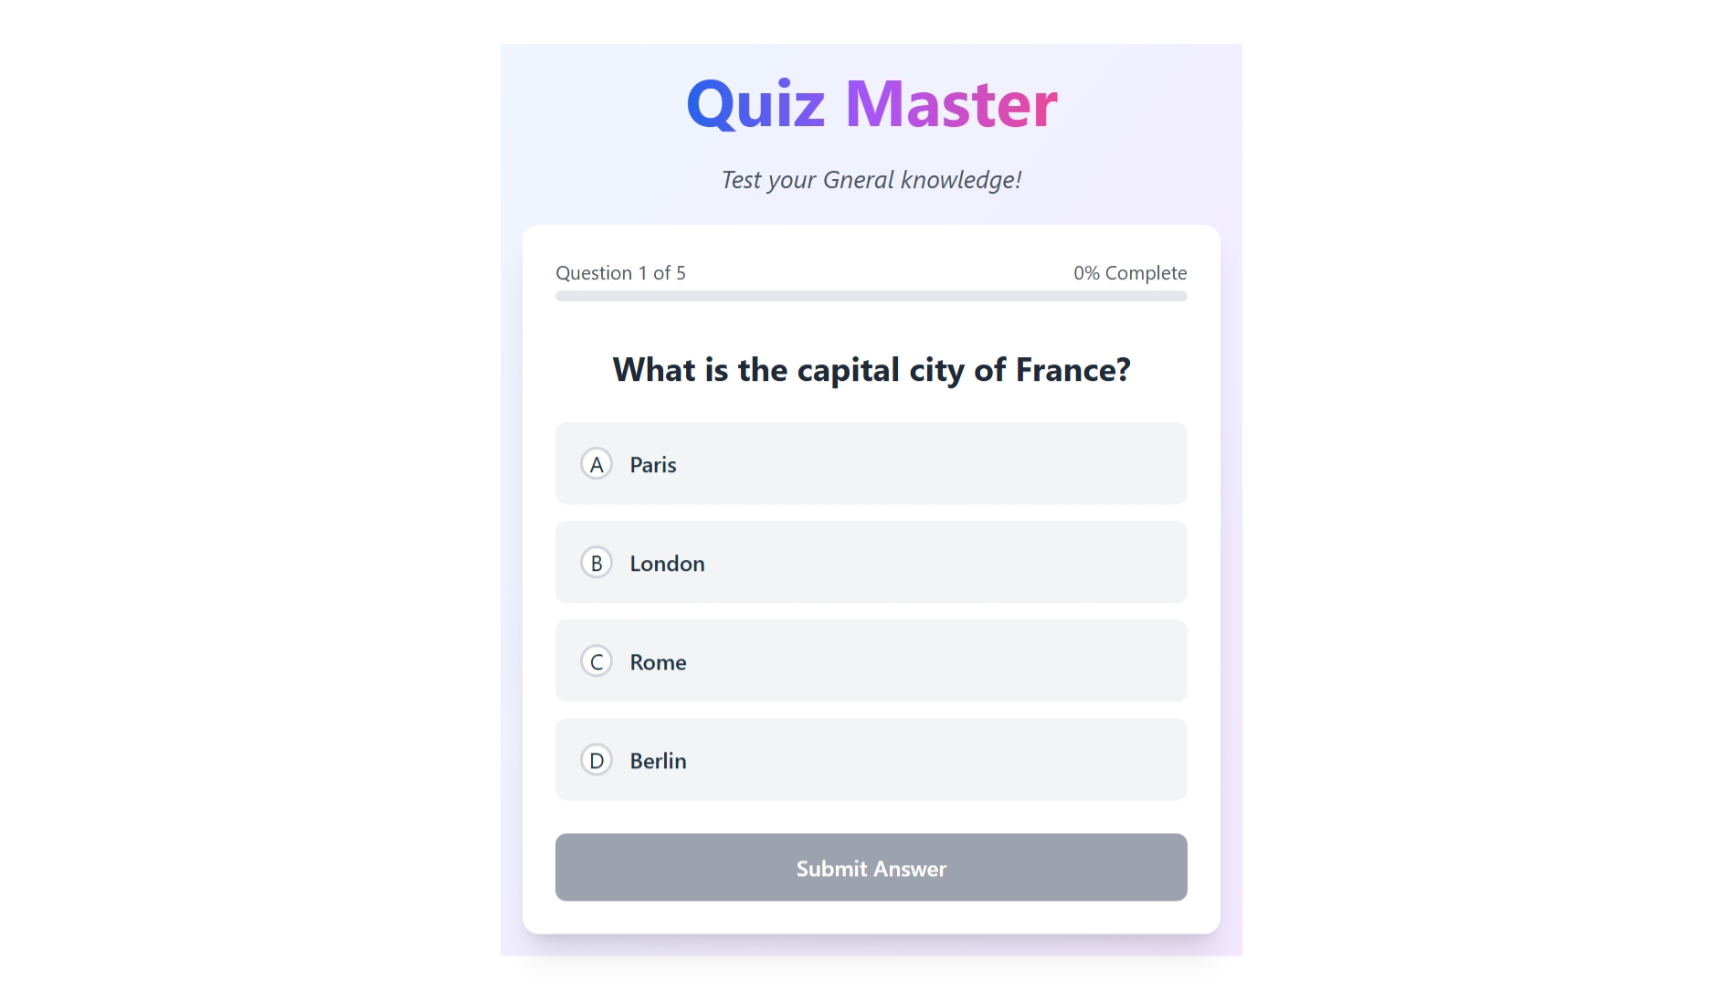 Quiz Master
Test your Gneral knowledge!
Question 1 of 5 0% Complete
What is the capital city of France?
A Paris
B London
C Rome
D Berlin
Submit Answer